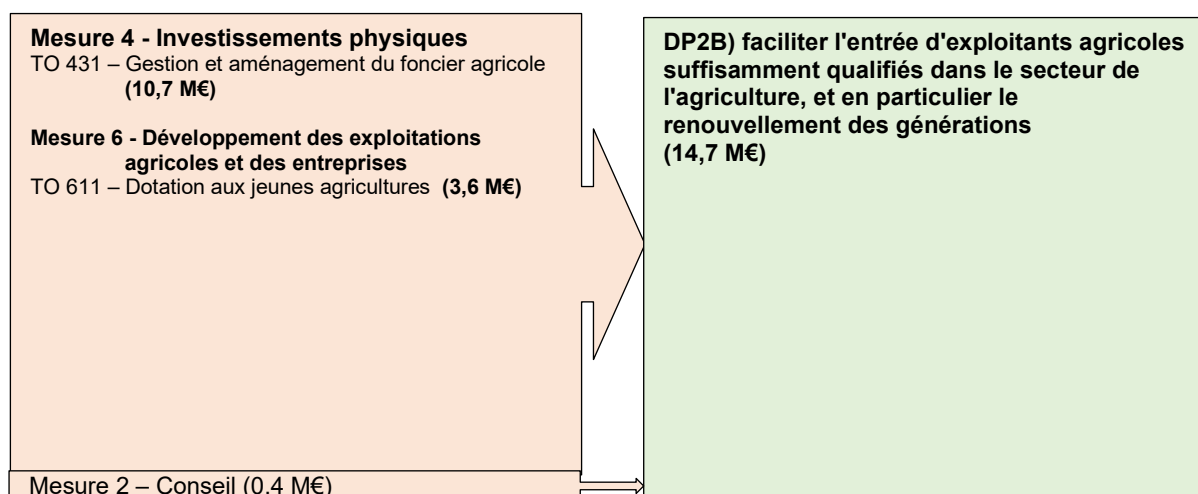 Mesure 4 - Investissements physiques
TO 431 – Gestion et aménagement du foncier agricole
(10,7 M€)
Mesure 6 - Développement des exploitations
agricoles et des entreprises
TO 611 – Dotation aux jeunes agricultures (3,6 M€)
Mesure 2 – Conseil (0,4 M€)
DP2B) faciliter l'entrée d'exploitants agricoles
suffisamment qualifiés dans le secteur de
l'agriculture, et en particulier le
renouvellement des générations
(14,7 M€)